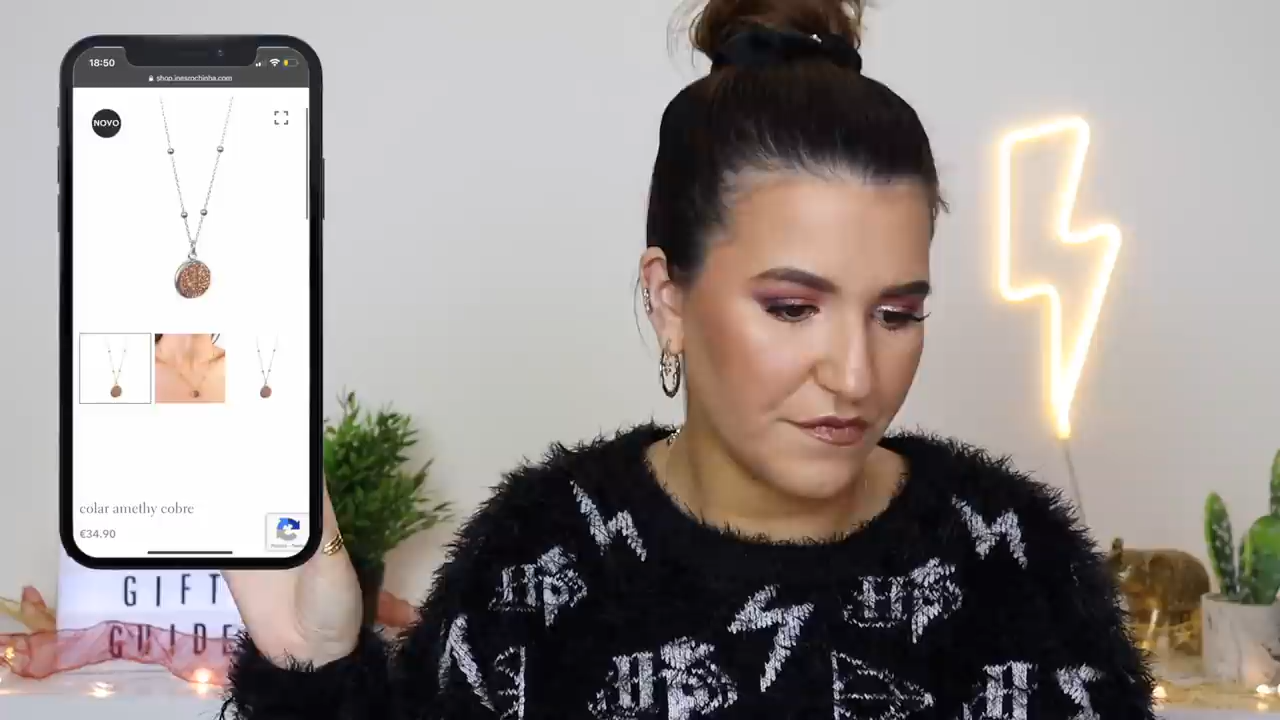 18:50
shop.inesrochinha.com
NOVO
colar amethy cobre
€34.90
GIFT
GUIDE